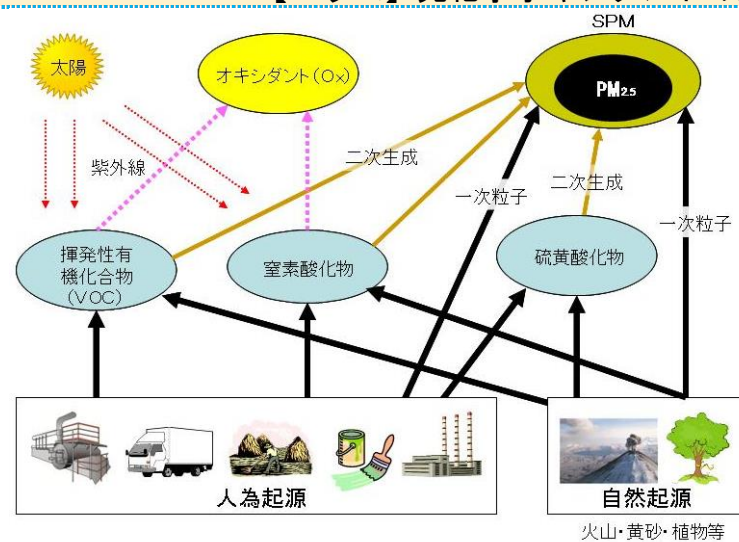 SPM
太陽
オキシダント(Ox)
PM2.5
紫外線
二次生成
一次粒子
二次生成
一次粒子
揮発性有
機化合物
(VOC)
窒素酸化物
硫黄酸化物
人為起源
自然起源
火山・黄砂・植物等